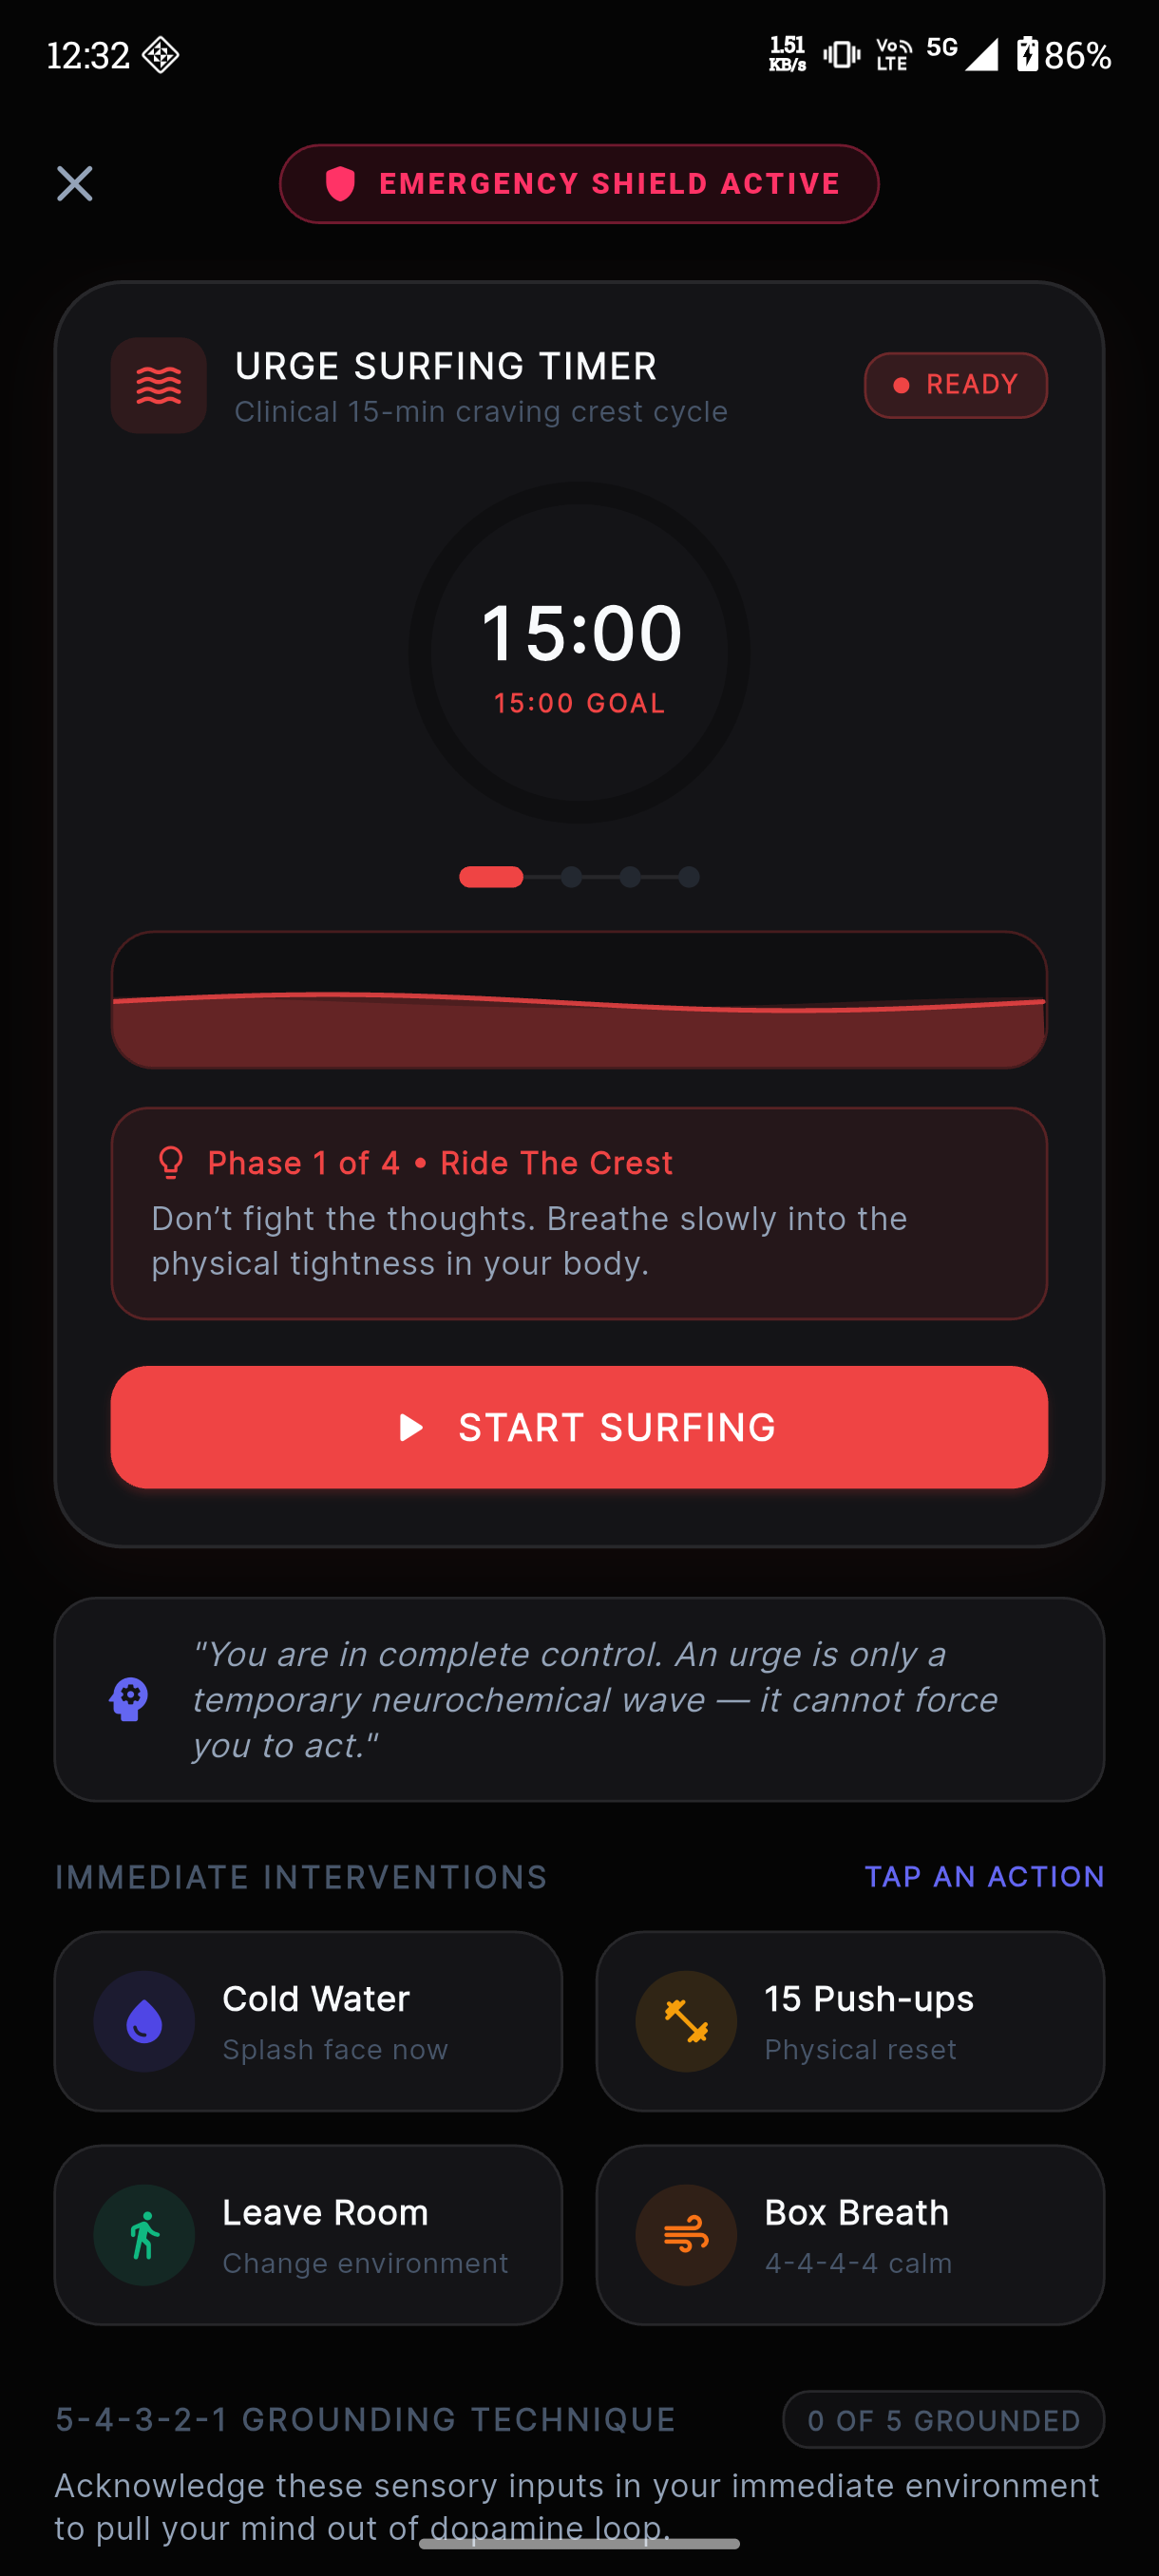 12:32
1.51 KB/s
Vo LTE
5G
86%
EMERGENCY SHIELD ACTIVE
URGE SURFING TIMER
Clinical 15-min craving crest cycle
READY
15:00
15:00 GOAL
Phase 1 of 4 • Ride The Crest
Don’t fight the thoughts. Breathe slowly into the
physical tightness in your body.
START SURFING
"You are in complete control. An urge is only a
temporary neurochemical wave — it cannot force
you to act."
IMMEDIATE INTERVENTIONS
TAP AN ACTION
Cold Water
Splash face now
15 Push-ups
Physical reset
Leave Room
Change environment
Box Breath
4-4-4-4 calm
5-4-3-2-1 GROUNDING TECHNIQUE
0 OF 5 GROUNDED
Acknowledge these sensory inputs in your immediate environment
to pull your mind out of dopamine loop.